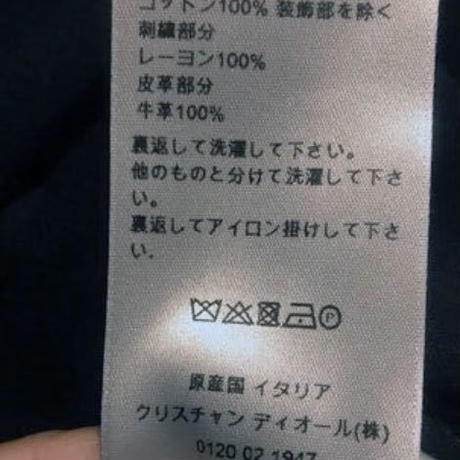 コットン100% 装飾部を除く
刺繍部分
レーヨン100%
皮革部分
牛革100%
裏返して洗濯して下さい。
他のものと分けて洗濯して下さ
い。
裏返してアイロン掛けして下さ
い.
P
原産国 イタリア
クリスチャン ディオール(株)
0120 02 1947